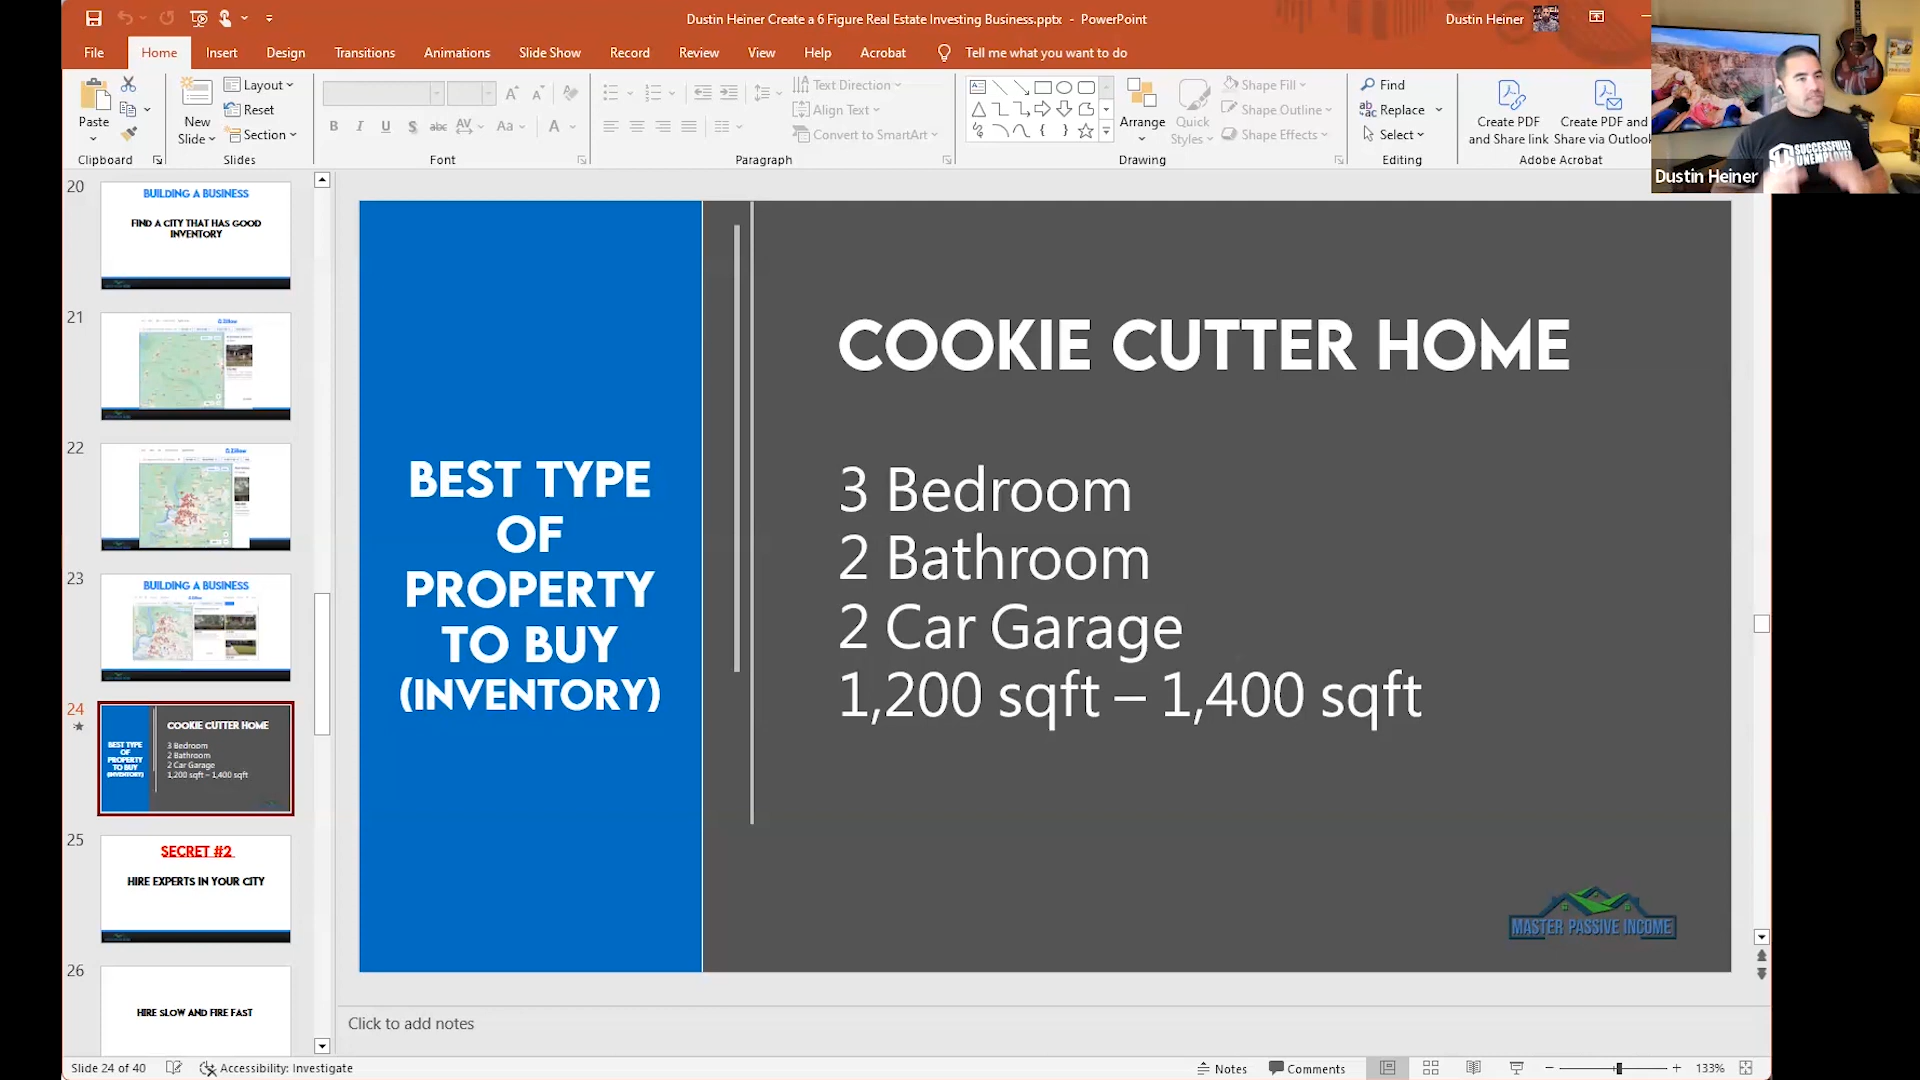 Dustin Heiner Create a 6 Figure Real Estate Investing Business.pptx - PowerPoint
Dustin Heiner
File Home Insert Design Transitions Animations Slide Show Record Review View Help Acrobat Tell me what you want to do
Paste
Clipboard
New
Slide
Layout
Reset
Section
Slides
B I U S abc AV Aa A
Font
Text Direction
Align Text
Convert to SmartArt
Paragraph
Arrange
Quick
Styles
Shape Fill
Shape Outline
Shape Effects
Drawing
Find
Replace
Select
Editing
Create PDF
and Share link
Create PDF and
Share via Outlook
Adobe Acrobat
SUCCESSFULLY
UNEMPLOYED
Dustin Heiner
20
BUILDING A BUSINESS
FIND A CITY THAT HAS GOOD
INVENTORY
21
Zillow
22
Zillow
23
BUILDING A BUSINESS
Zillow
24
BEST TYPE
OF
PROPERTY
TO BUY
(INVENTORY)
COOKIE CUTTER HOME
3 Bedroom
2 Bathroom
2 Car Garage
1,200 sqft – 1,400 sqft
25
SECRET #2
HIRE EXPERTS IN YOUR CITY
26
HIRE SLOW AND FIRE FAST
BEST TYPE
OF
PROPERTY
TO BUY
(INVENTORY)
COOKIE CUTTER HOME
3 Bedroom
2 Bathroom
2 Car Garage
1,200 sqft – 1,400 sqft
MASTER PASSIVE INCOME
Click to add notes
Slide 24 of 40
Accessibility: Investigate
Notes
Comments
133%